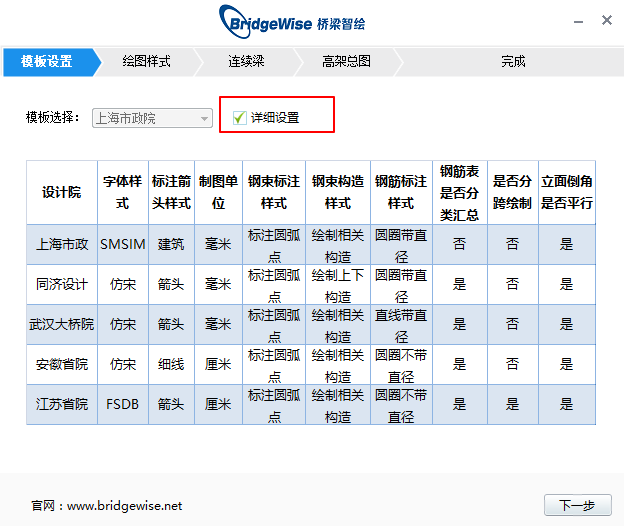 BridgeWise 桥梁智绘
模板设置 绘图样式 连续梁 高架总图 完成
模板选择： 上海市政院 详细设置
设计院 字体样式 标注箭头样式 制图单位 钢束标注样式 钢束构造样式 钢筋标注样式 钢筋表是否分类汇总 是否分跨绘制 立面倒角是否平行
上海市政 SMSIM 建筑 毫米 标注圆弧点 绘制相关构造 圆圈带直径 否 否 是
同济设计 仿宋 箭头 毫米 标注圆弧点 绘制上下构造 圆圈带直径 是 否 是
武汉大桥院 仿宋 箭头 毫米 标注圆弧点 绘制相关构造 直线带直径 是 否 是
安徽省院 仿宋 细线 厘米 标注圆弧点 绘制相关构造 圆圈不带直径 是 否 是
江苏省院 FSDB 箭头 厘米 标注圆弧点 绘制相关构造 圆圈不带直径 是 是 是
官网：www.bridgewise.net 下一步